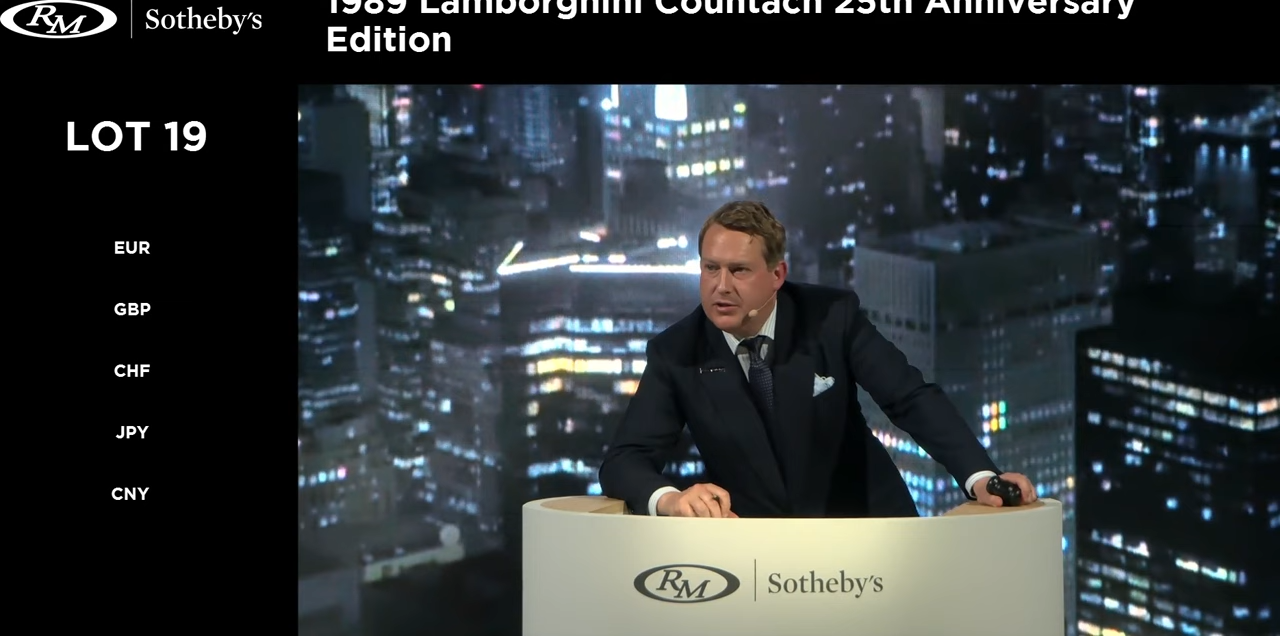 RM Sotheby's
1989 Lamborghini Countach 25th Anniversary
Edition
LOT 19
EUR
GBP
CHF
JPY
CNY
RM Sotheby's